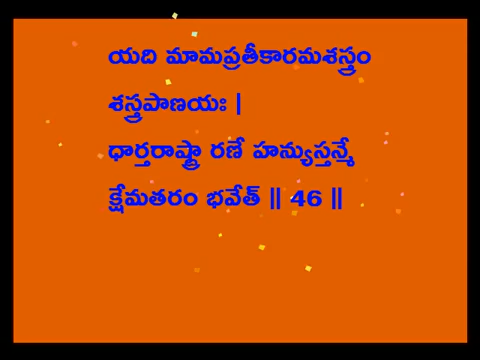 యది మామప్రతీకారమశస్త్రం
శస్త్రపాణయః |
ధార్తరాష్ట్రా రణే హన్యుస్తన్మే
క్షేమతరం భవేత్ || 46 ||